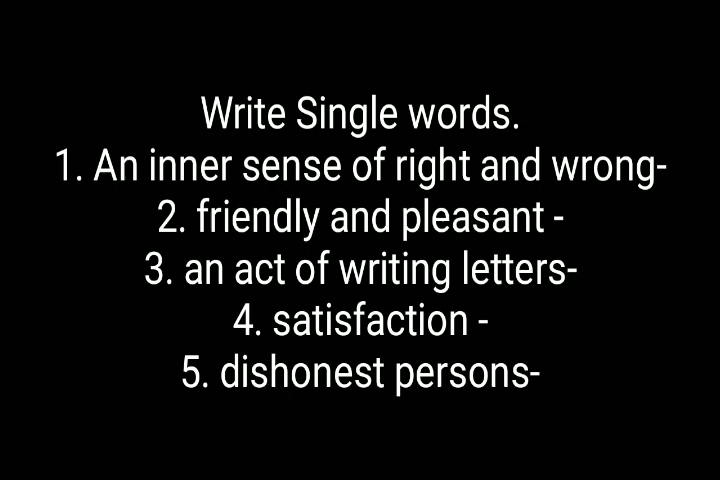 Write Single words.
1. An inner sense of right and wrong-
2. friendly and pleasant -
3. an act of writing letters-
4. satisfaction -
5. dishonest persons-